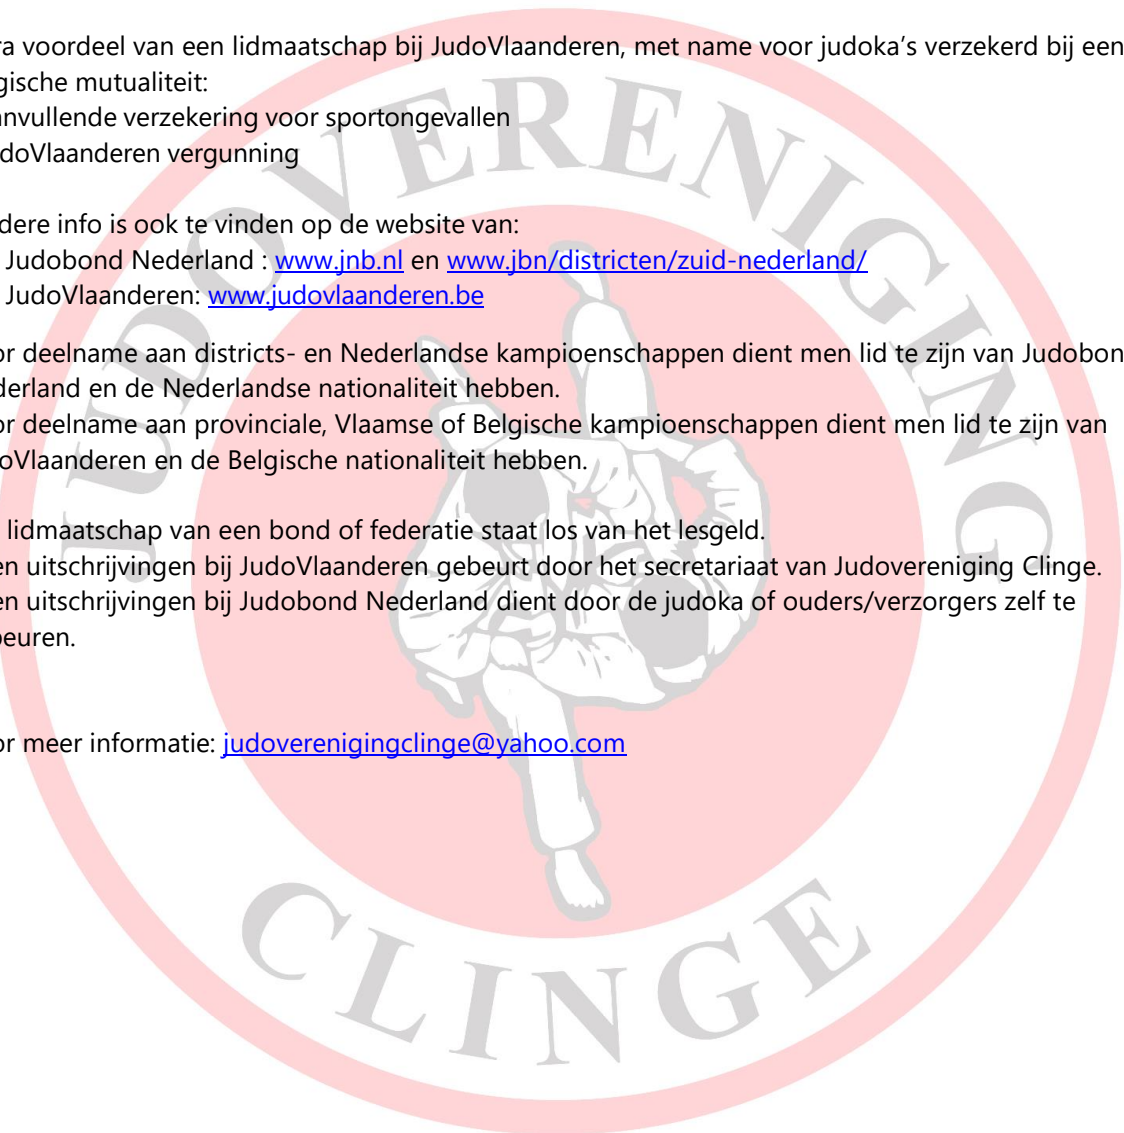 ra voordeel van een lidmaatschap bij JudoVlaanderen, met name voor judoka's verzekerd bij een
gische mutualiteit:
anvullende verzekering voor sportongevallen
doVlaanderen vergunning
dere info is ook te vinden op de website van:
Judobond Nederland : www.jnb.nl en www.jbn/districten/zuid-nederland/
JudoVlaanderen: www.judovlaanderen.be
or deelname aan districts- en Nederlandse kampioenschappen dient men lid te zijn van Judobon
derland en de Nederlandse nationaliteit hebben.
or deelname aan provinciale, Vlaamse of Belgische kampioenschappen dient men lid te zijn van
oVlaanderen en de Belgische nationaliteit hebben.
lidmaatschap van een bond of federatie staat los van het lesgeld.
en uitschrijvingen bij JudoVlaanderen gebeurt door het secretariaat van Judovereniging Clinge.
en uitschrijvingen bij Judobond Nederland dient door de judoka of ouders/verzorgers zelf te
beuren.
or meer informatie: judoverenigingclinge@yahoo.com
JUDOVERENIGING
CLINGE